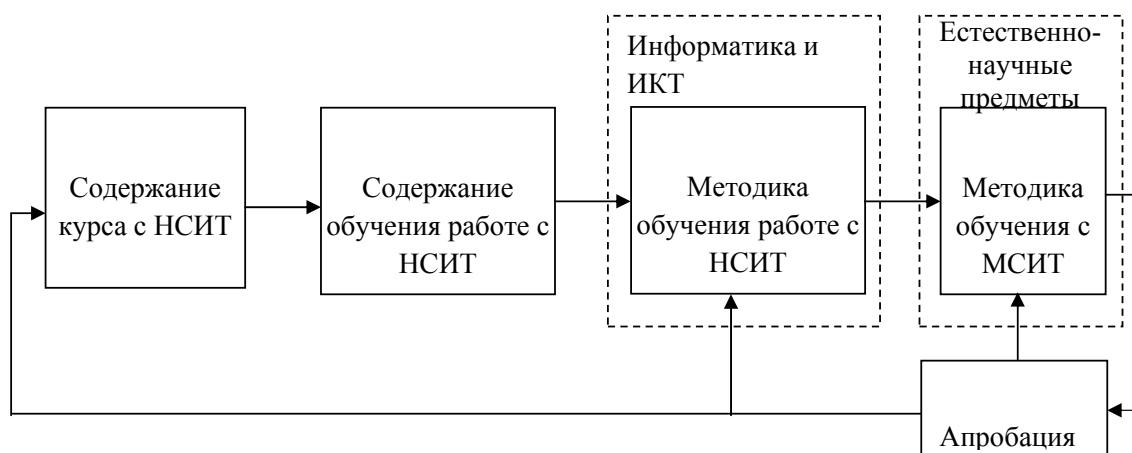 Информатика и
ИКТ
Естественно-
научные
предметы
Содержание
курса с НСИТ
Содержание
обучения работе с
НСИТ
Методика
обучения работе с
НСИТ
Методика
обучения с
МСИТ
Апробация